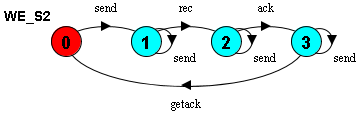 WE_S2
send rec ack
0 1 2 3
send send send
getack